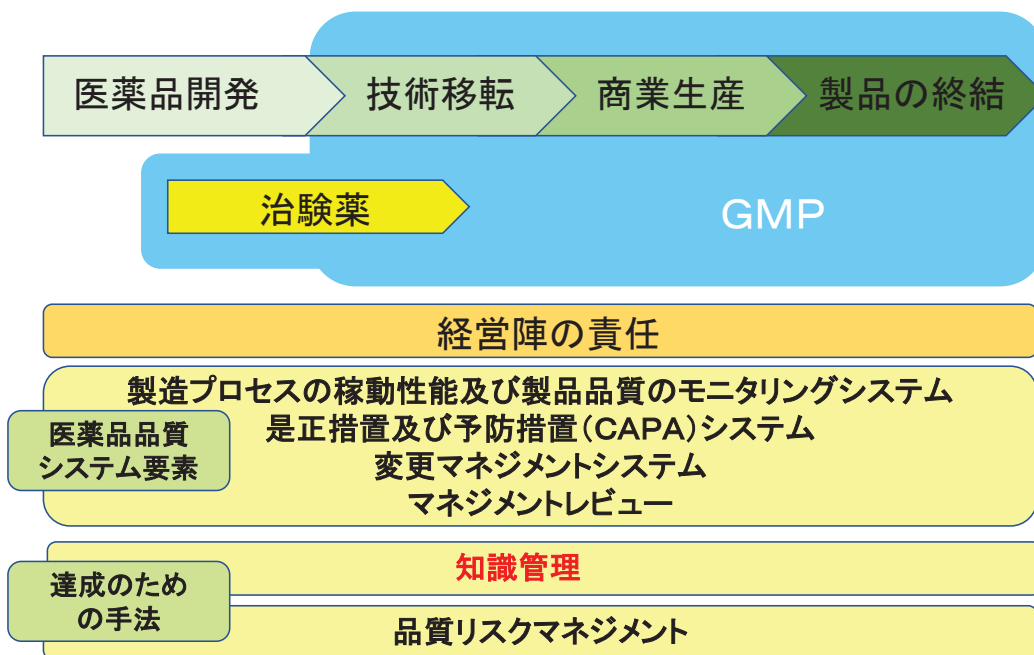 医薬品開発
技術移転
商業生産
製品の終結
治験薬
GMP
経営陣の責任
製造プロセスの稼動性能及び製品品質のモニタリングシステム
是正措置及び予防措置(CAPA)システム
変更マネジメントシステム
マネジメントレビュー
医薬品品質
システム要素
知識管理
達成のため
の手法
品質リスクマネジメント